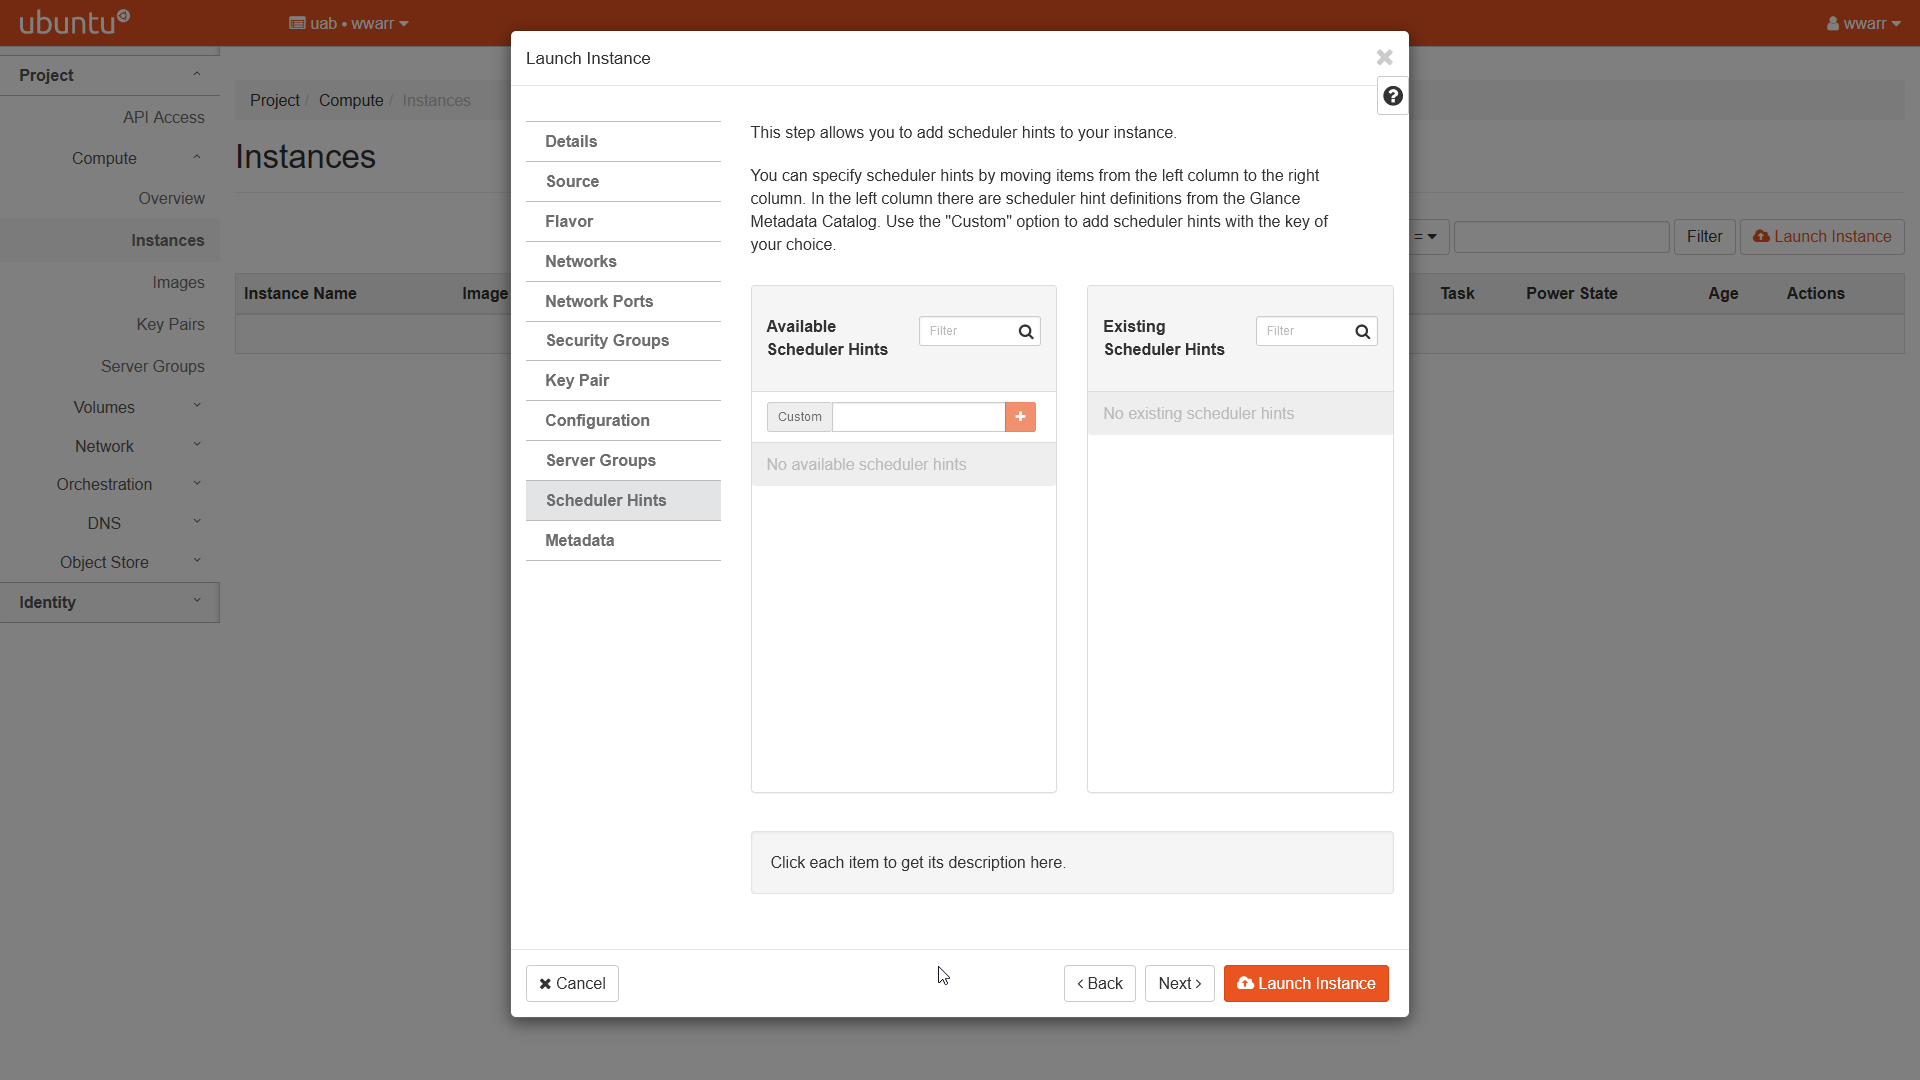 ubuntu
uab • wwarr
wwarr
Project
API Access
Compute
Overview
Instances
Images
Key Pairs
Server Groups
Volumes
Network
Orchestration
DNS
Object Store
Identity
Project / Compute / Instances
Instances
=
Filter
Launch Instance
Instance Name
Image
Task
Power State
Age
Actions
Launch Instance
Details
Source
Flavor
Networks
Network Ports
Security Groups
Key Pair
Configuration
Server Groups
Scheduler Hints
Metadata
This step allows you to add scheduler hints to your instance.
You can specify scheduler hints by moving items from the left column to the right
column. In the left column there are scheduler hint definitions from the Glance
Metadata Catalog. Use the "Custom" option to add scheduler hints with the key of
your choice.
Available
Scheduler Hints
Filter
Custom
No available scheduler hints
Existing
Scheduler Hints
Filter
No existing scheduler hints
Click each item to get its description here.
Cancel
‹ Back
Next ›
Launch Instance